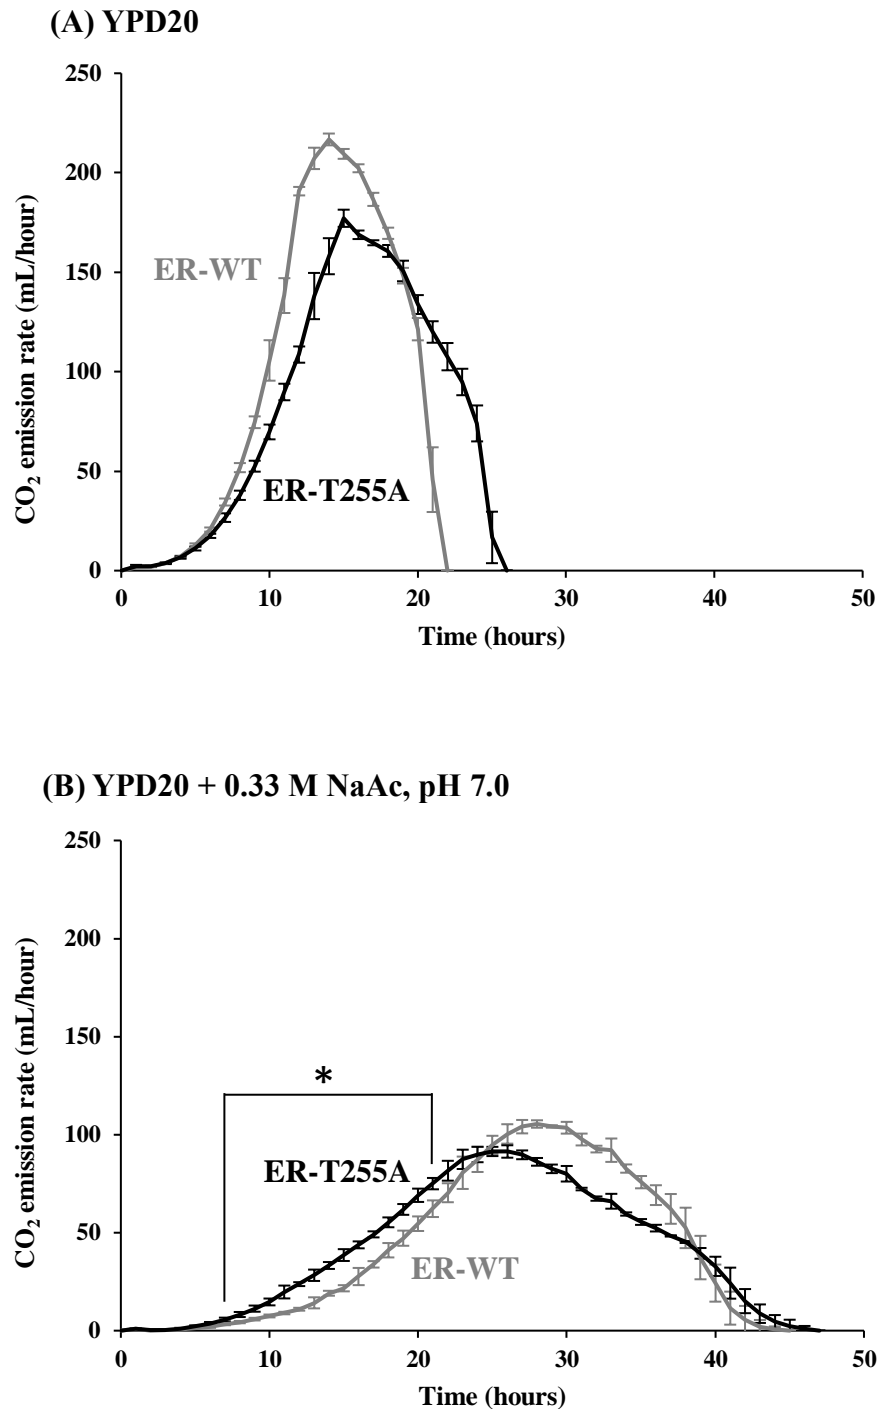 (A) YPD20
250
200
150
100
50
0
CO₂ emission rate (mL/hour)
ER-WT
ER-T255A
0 10 20 30 40 50
Time (hours)
(B) YPD20 + 0.33 M NaAc, pH 7.0
250
200
150
100
50
0
CO₂ emission rate (mL/hour)
*
ER-T255A
ER-WT
0 10 20 30 40 50
Time (hours)